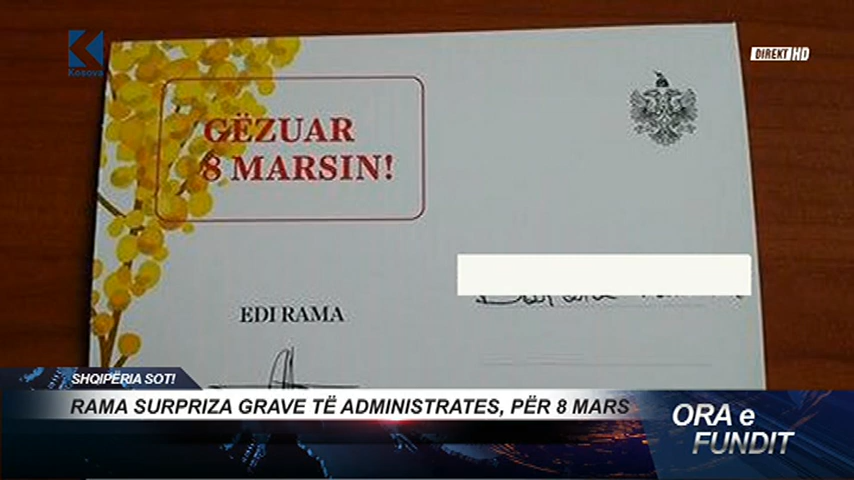 Kosova
DIREKT HD
GËZUAR
8 MARSIN!
EDI RAMA
SHQIPËRIA SOT!
RAMA SURPRIZA GRAVE TË ADMINISTRATES, PËR 8 MARS
ORA e
FUNDIT